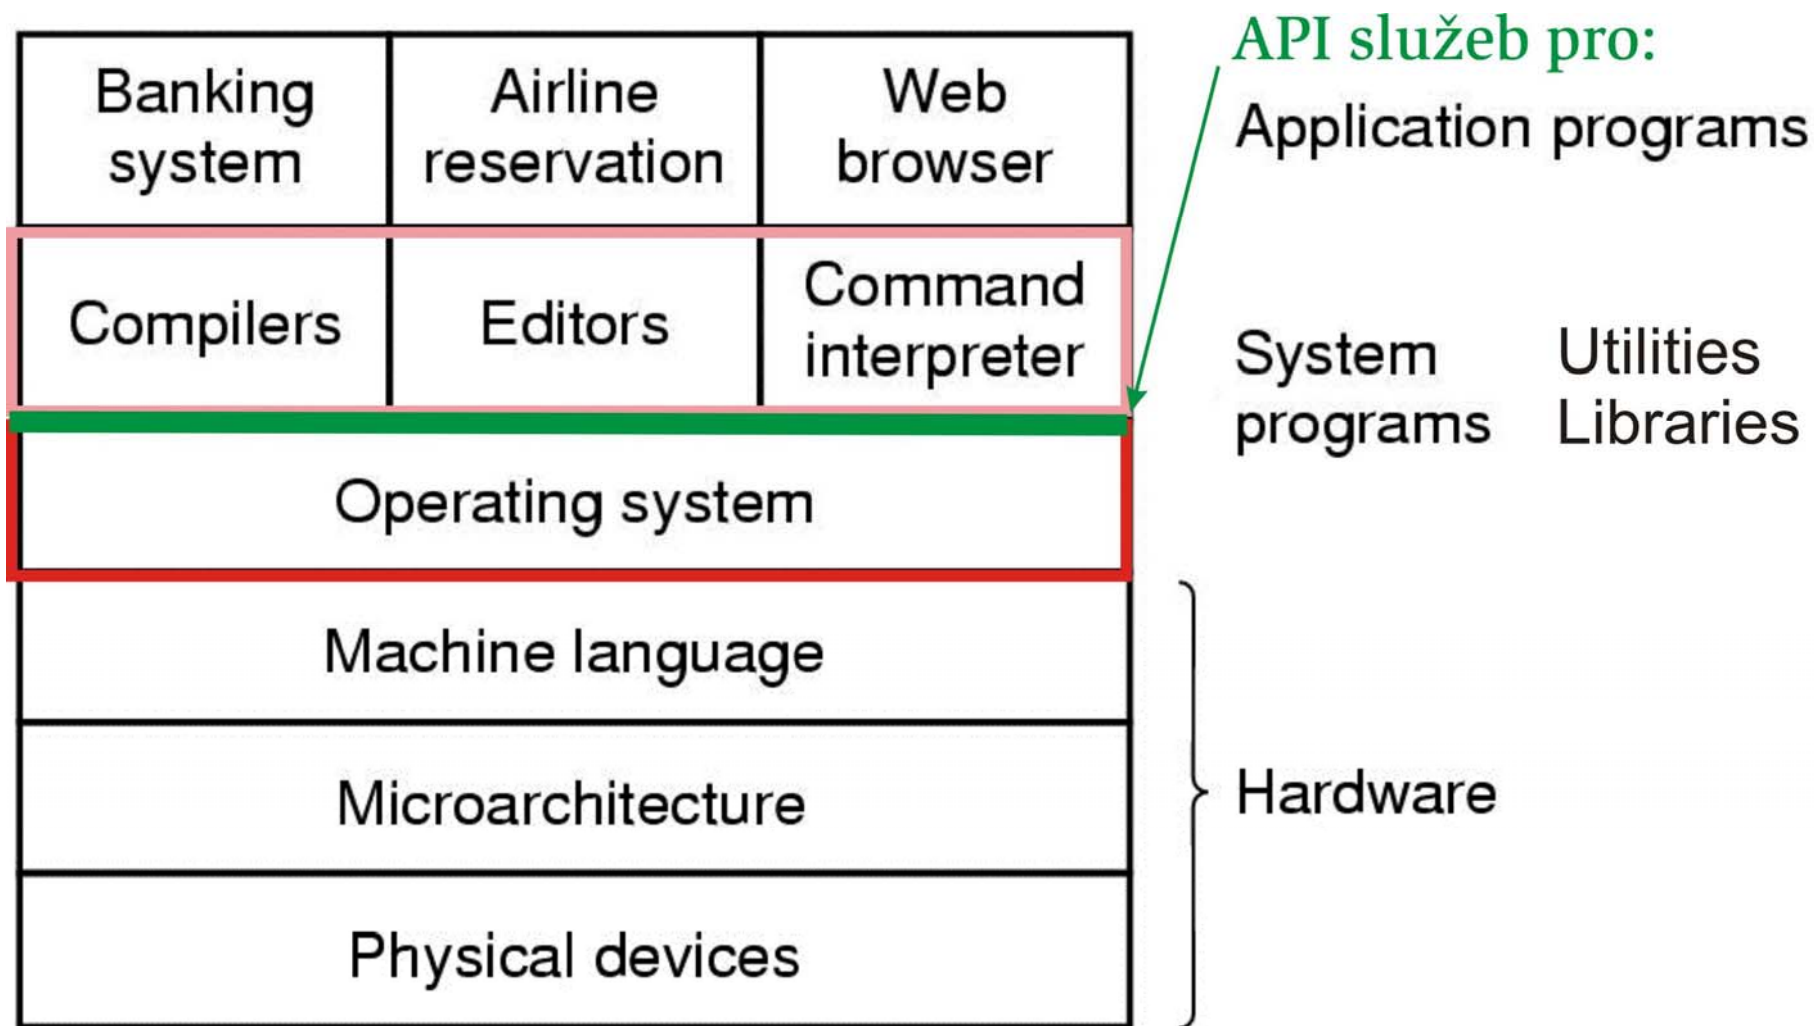 API služeb pro:
Banking
system
Airline
reservation
Web
browser
Application programs
Compilers
Editors
Command
interpreter
System
programs
Utilities
Libraries
Operating system
Machine language
Microarchitecture
Physical devices
Hardware